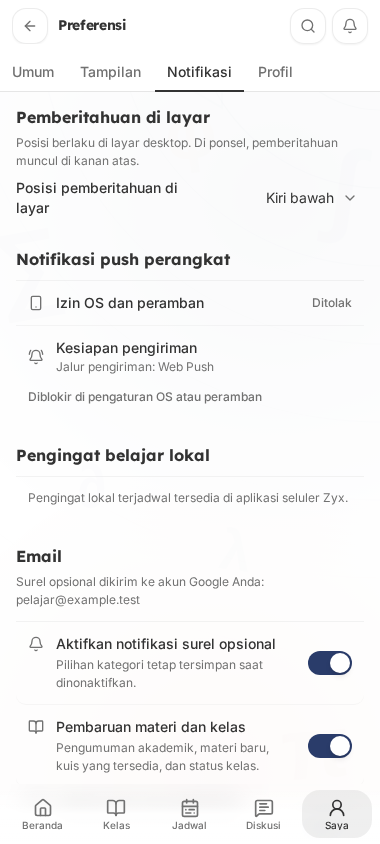 Preferensi
Umum Tampilan Notifikasi Profil
Pemberitahuan di layar
Posisi berlaku di layar desktop. Di ponsel, pemberitahuan
muncul di kanan atas.
Posisi pemberitahuan di
layar
Kiri bawah
Notifikasi push perangkat
Izin OS dan peramban
Ditolak
Kesiapan pengiriman
Jalur pengiriman: Web Push
Diblokir di pengaturan OS atau peramban
Pengingat belajar lokal
Pengingat lokal terjadwal tersedia di aplikasi seluler Zyx.
Email
Surel opsional dikirim ke akun Google Anda:
pelajar@example.test
Aktifkan notifikasi surel opsional
Pilihan kategori tetap tersimpan saat
dinonaktifkan.
Pembaruan materi dan kelas
Pengumuman akademik, materi baru,
kuis yang tersedia, dan status kelas.
Beranda Kelas Jadwal Diskusi Saya